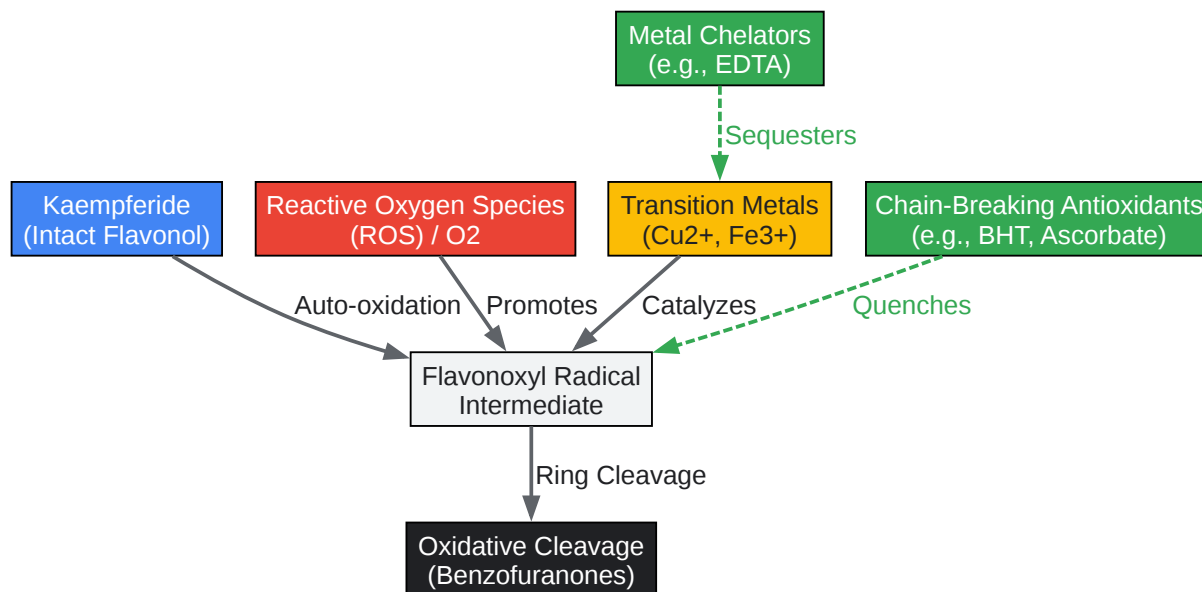 Metal Chelators
(e.g., EDTA)
Sequesters
Kaempferide
(Intact Flavonol)
Reactive Oxygen Species
(ROS) / O2
Transition Metals
(Cu2+, Fe3+)
Chain-Breaking Antioxidants
(e.g., BHT, Ascorbate)
Auto-oxidation
Promotes
Catalyzes
Quenches
Flavonoxyl Radical
Intermediate
Ring Cleavage
Oxidative Cleavage
(Benzofuranones)